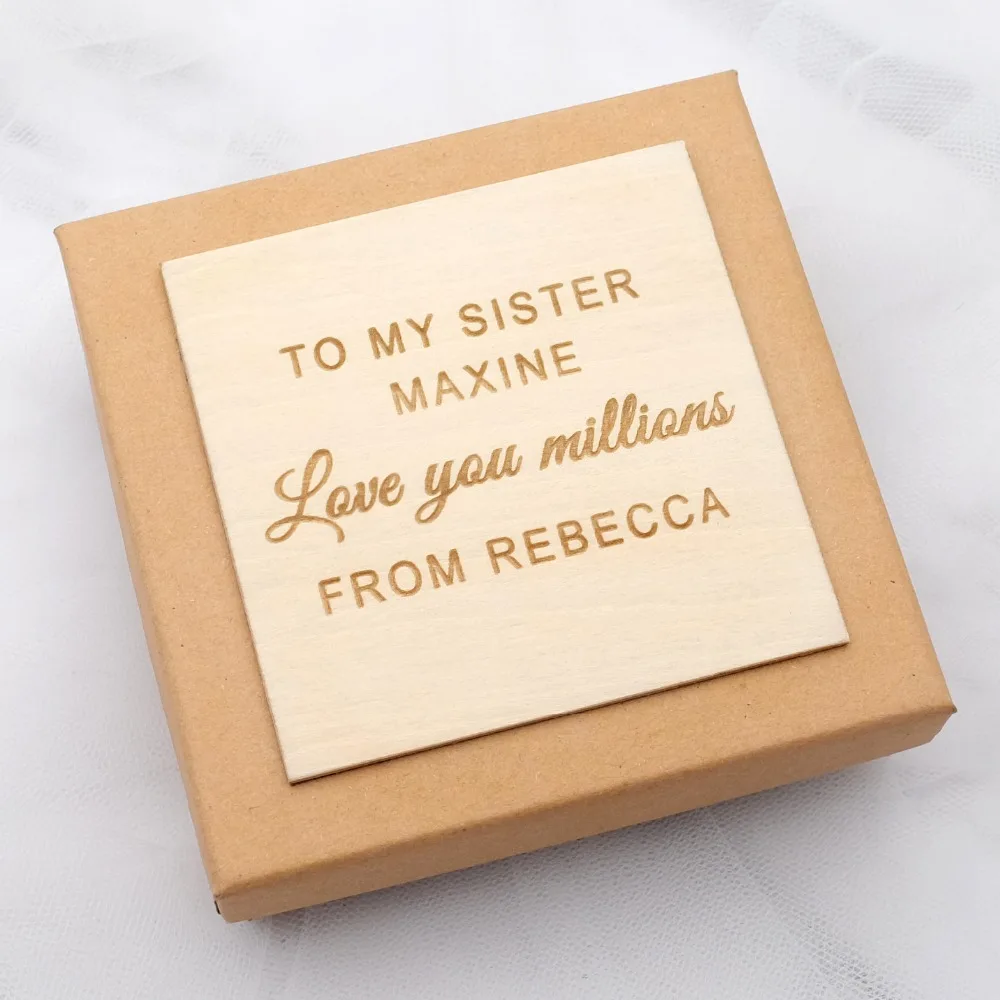 TO MY SISTER
MAXINE
Love you millions
FROM REBECCA